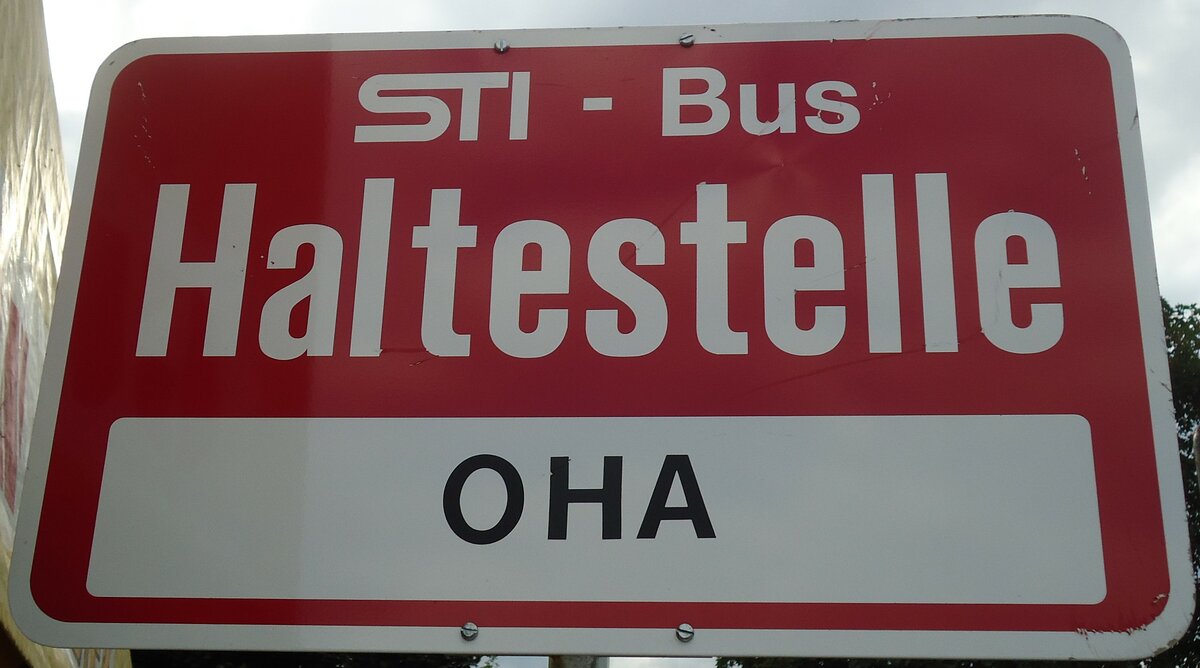 STI - Bus
Haltestelle
OHA